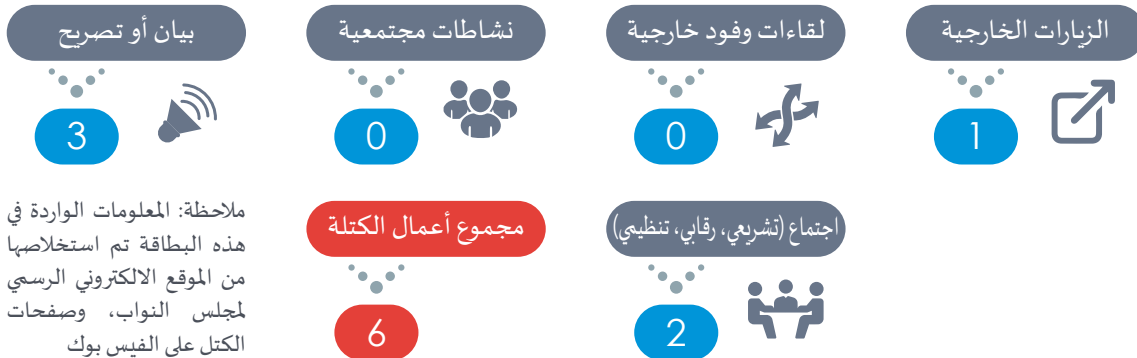 الزيارات الخارجية
1
لقاءات وفود خارجية
0
نشاطات مجتمعية
0
بيان أو تصريح
3
اجتماع (تشريعي، رقابي، تنظيمي)
2
مجموع أعمال الكتلة
6
ملاحظة: المعلومات الواردة في
هذه البطاقة تم استخلاصها
من الموقع الالكتروني الرسمي
لمجلس النواب، وصفحات
الكتل على الفيس بوك